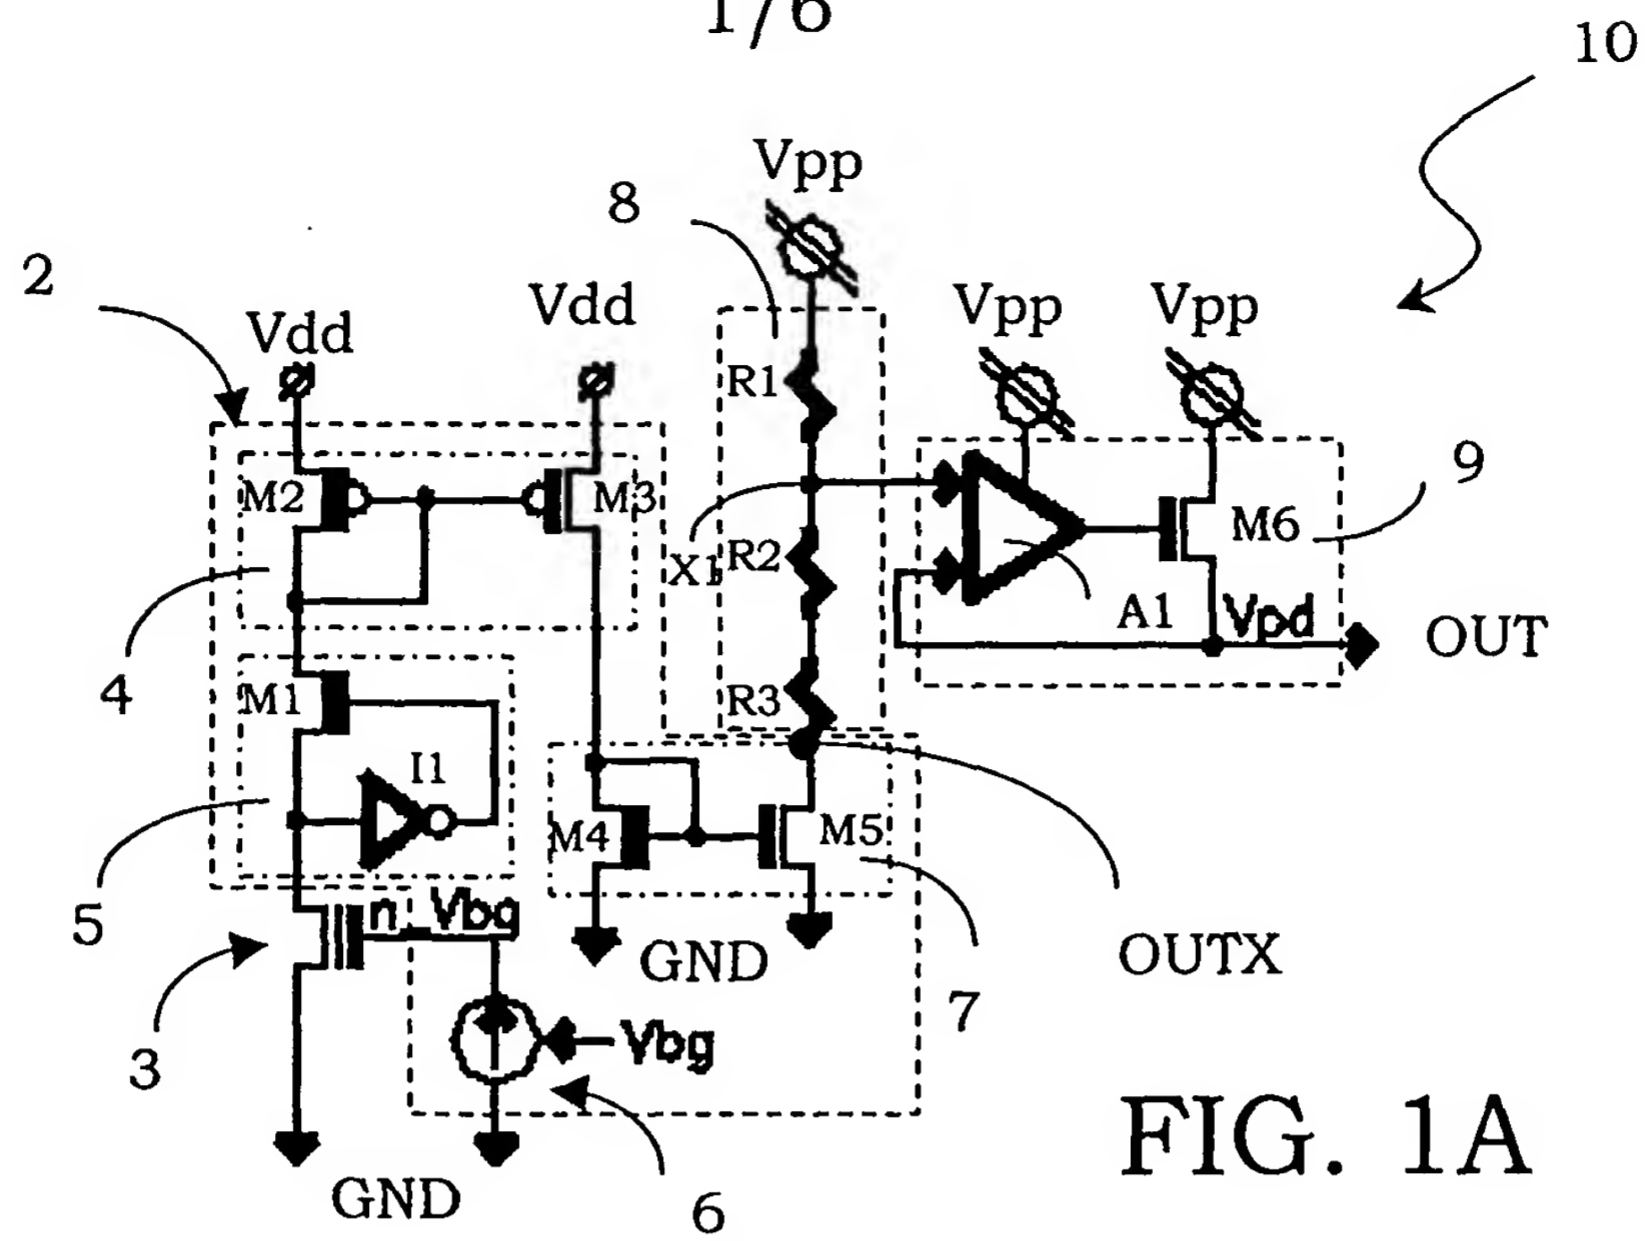 1/6
10
Vpp
8
2
Vdd
Vdd
Vpp
Vpp
R1
9
M2
M3
M6
X1
R2
A1
Vpd
OUT
4
M1
R3
I1
M4
M5
5
n_Vbg
GND
OUTX
3
7
Vbg
FIG. 1A
GND
6